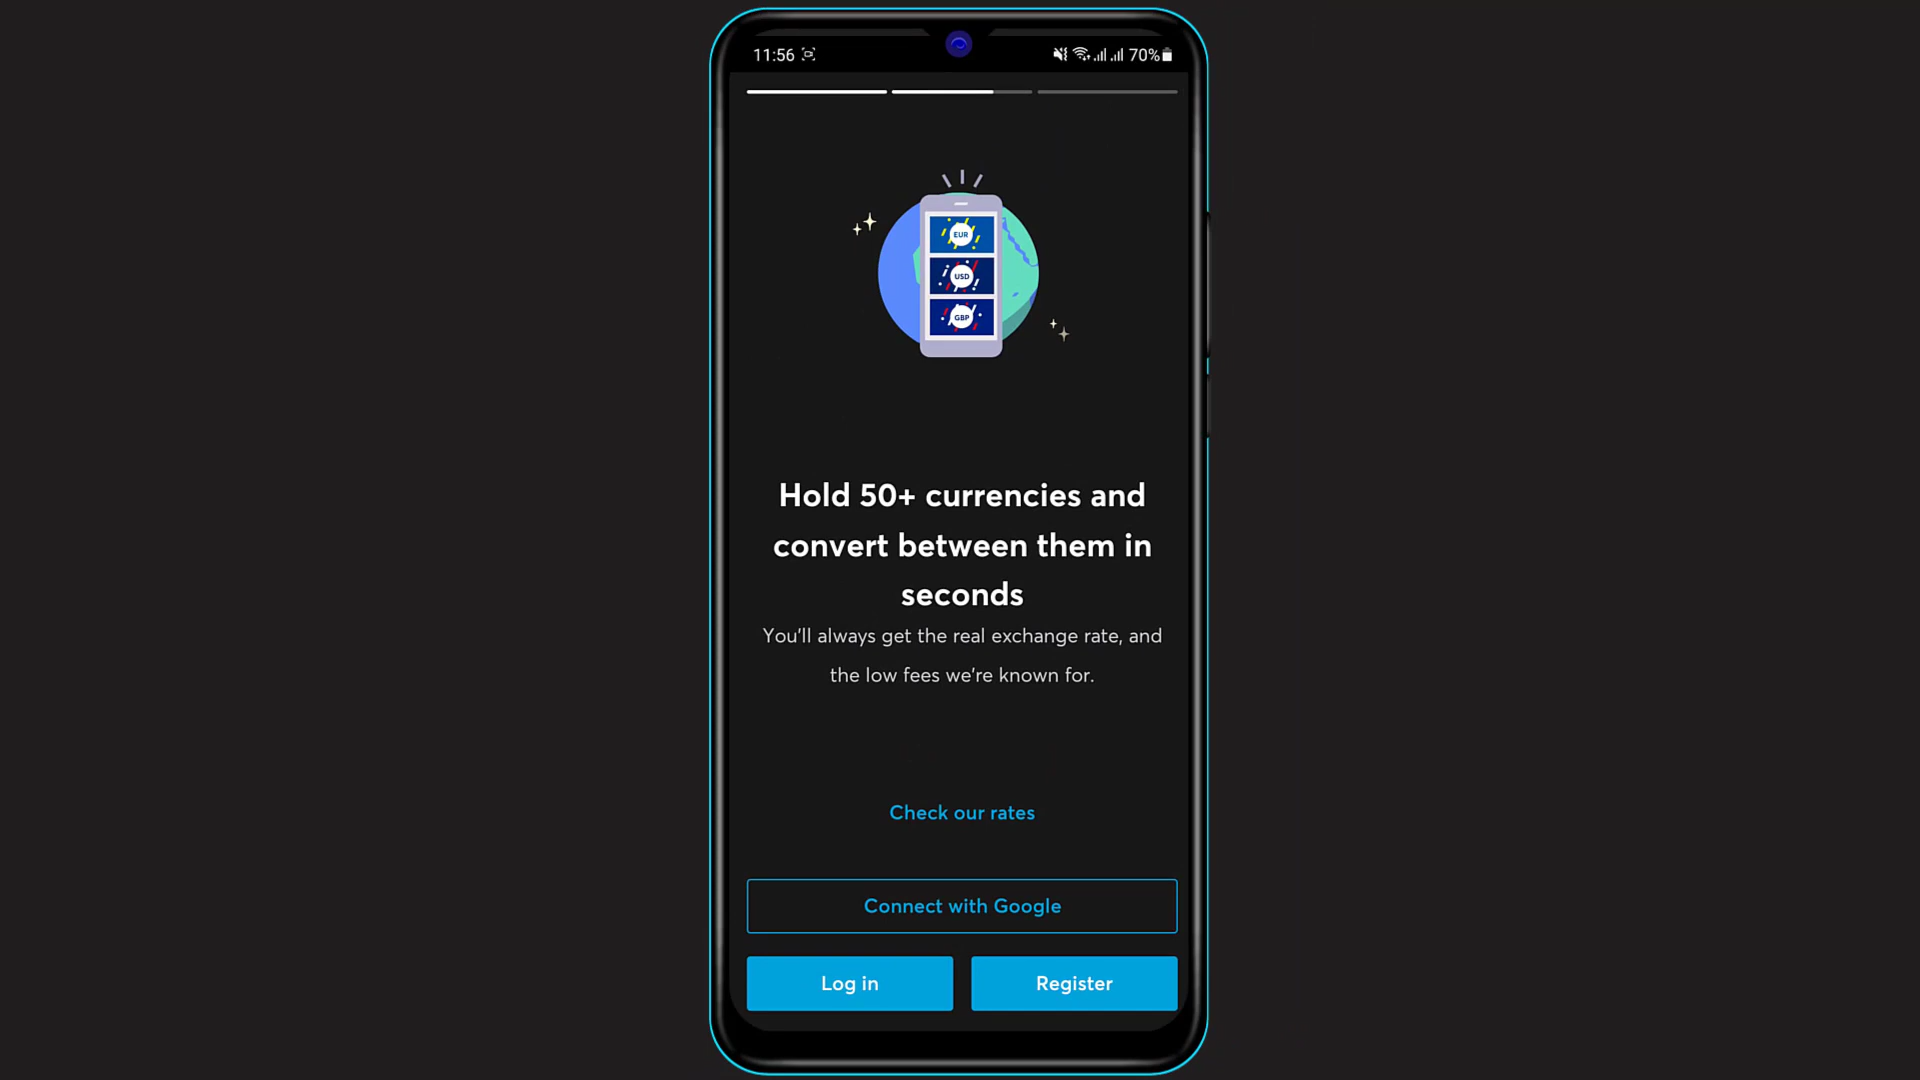 11:56
70%
EUR
USD
GBP
Hold 50+ currencies and
convert between them in
seconds
You'll always get the real exchange rate, and
the low fees we're known for.
Check our rates
Connect with Google
Log in
Register